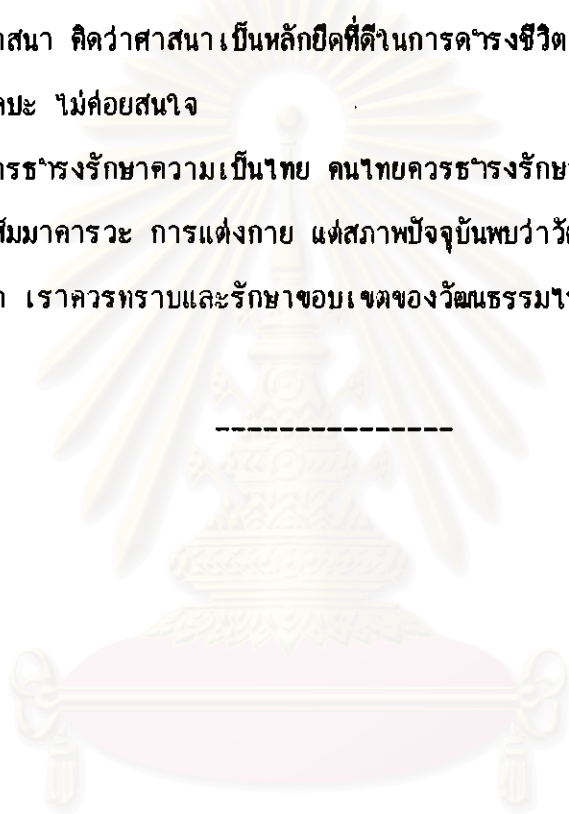 าสนา คิดว่าศาสนาเป็นหลักยึดที่ดีในการดำรงชีวิต
ลปะ ไม่ค่อยสนใจ
ารธำรงรักษาความเป็นไทย คนไทยควรธำรงรักษา
สัมมาคารวะ การแต่งกาย แต่สภาพปัจจุบันพบว่าวัฒ
า เราควรทราบและรักษาขอบเขตของวัฒนธรรมไ
---------------